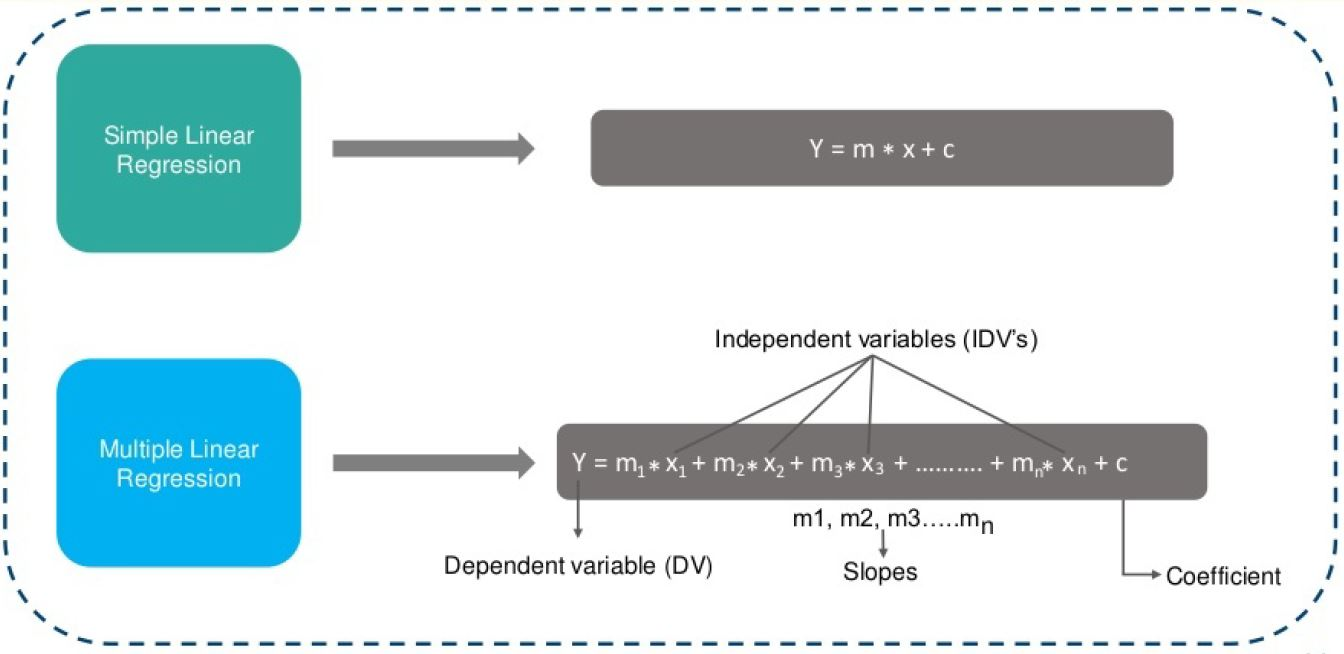 Simple Linear
Regression
Y = m * x + c
Independent variables (IDV's)
Multiple Linear
Regression
Y = m₁* x₁ + m₂* x₂ + m₃* x₃ + .......... + mₙ* xₙ + c
m1, m2, m3.....mₙ
Dependent variable (DV)
Slopes
Coefficient